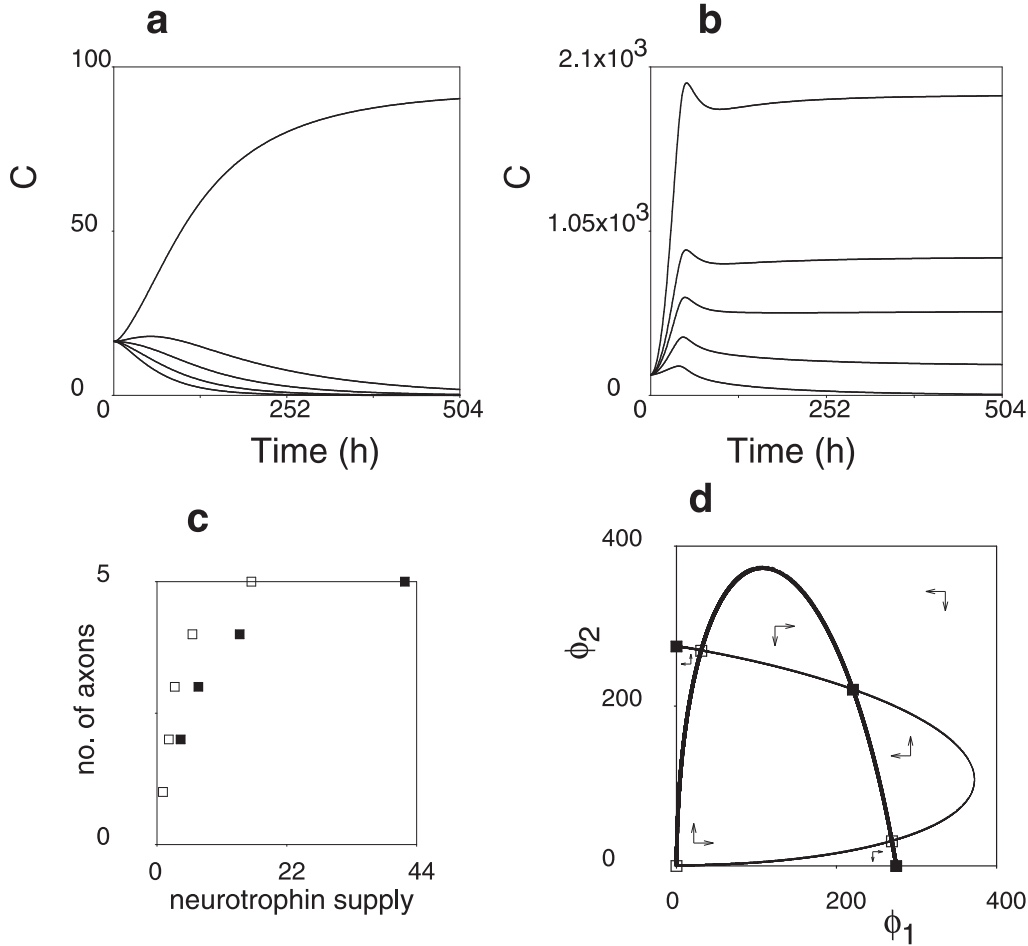 a
100
50
0
C
0
252
504
Time (h)
b
2.1x10³
1.05x10³
0
C
0
252
504
Time (h)
c
5
0
no. of axons
0
22
44
neurotrophin supply
d
400
200
0
ϕ₂
0
200
400
ϕ₁